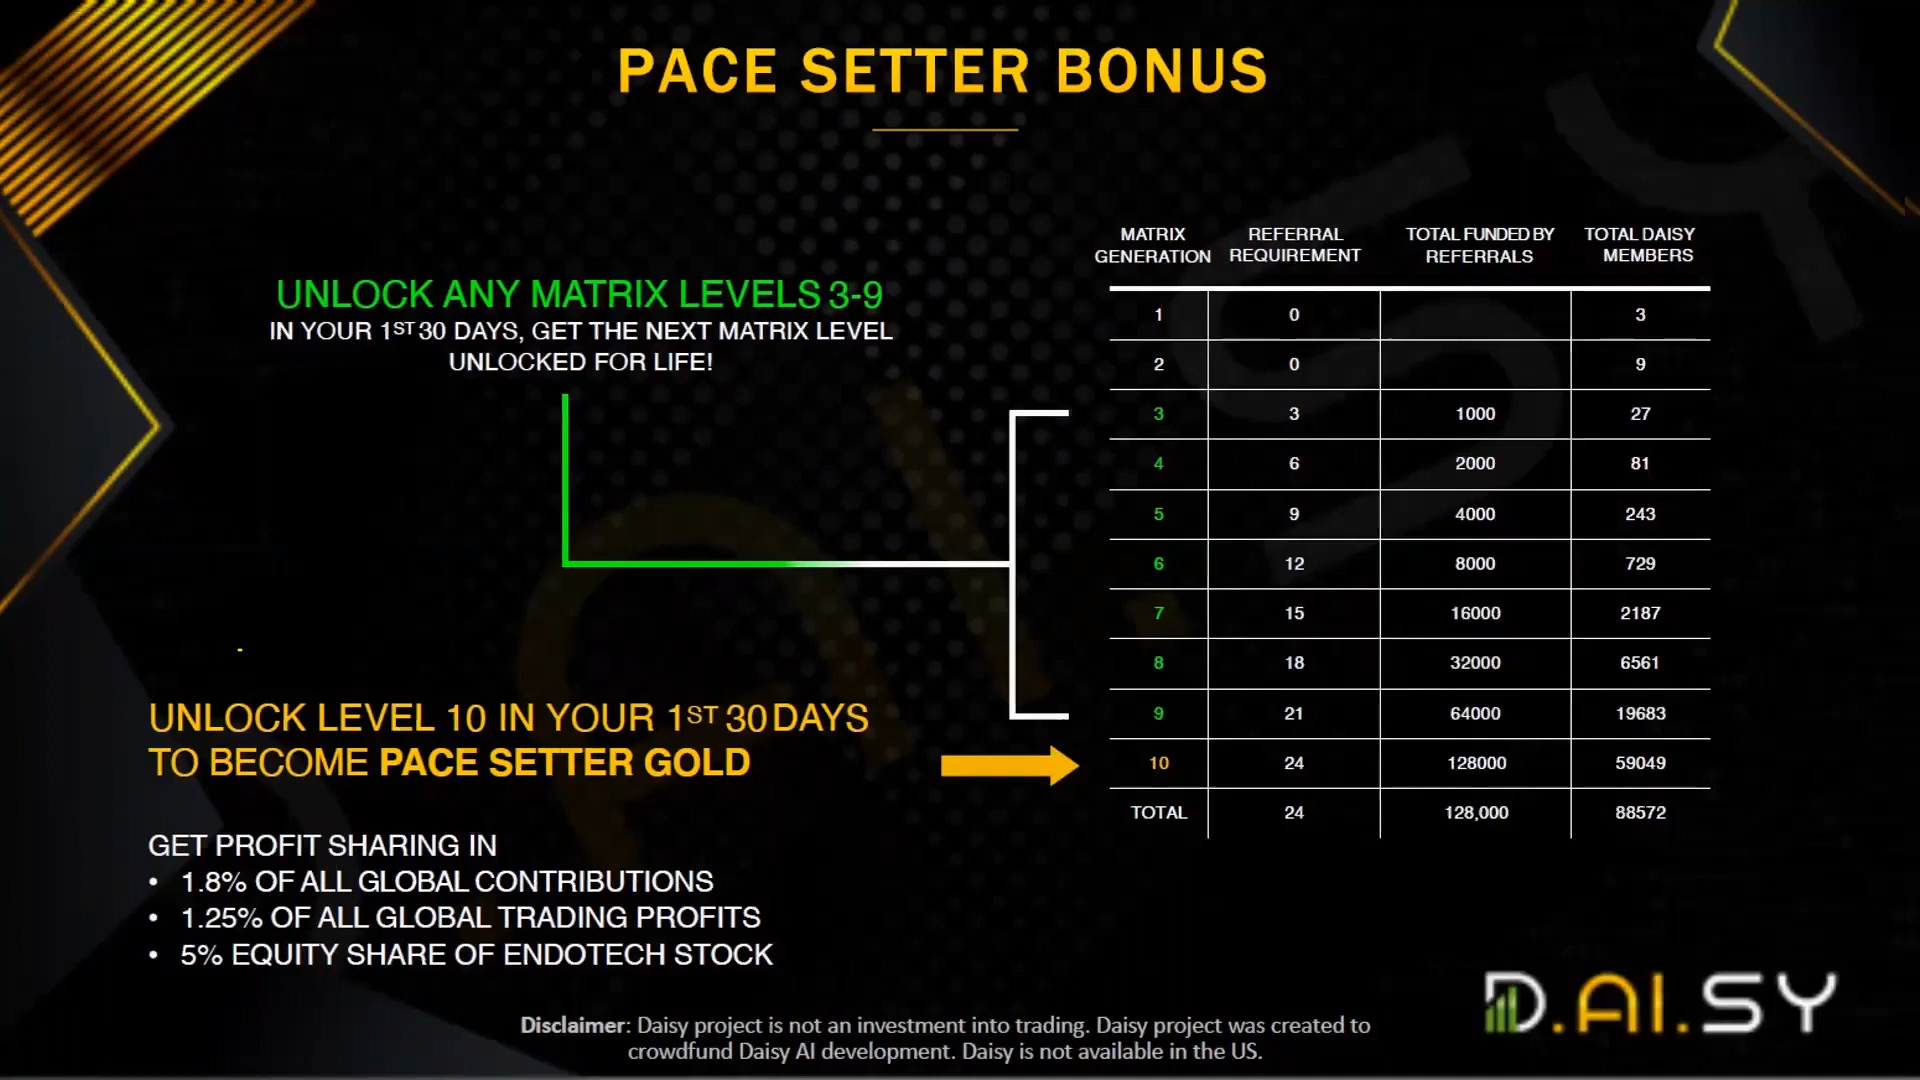 PACE SETTER BONUS
UNLOCK ANY MATRIX LEVELS 3-9
IN YOUR 1ST 30 DAYS, GET THE NEXT MATRIX LEVEL
UNLOCKED FOR LIFE!
UNLOCK LEVEL 10 IN YOUR 1ST 30 DAYS
TO BECOME PACE SETTER GOLD
GET PROFIT SHARING IN
• 1.8% OF ALL GLOBAL CONTRIBUTIONS
• 1.25% OF ALL GLOBAL TRADING PROFITS
• 5% EQUITY SHARE OF ENDOTECH STOCK
MATRIX REFERRAL TOTAL FUNDED BY TOTAL DAISY
GENERATION REQUIREMENT REFERRALS MEMBERS
1 0 3
2 0 9
3 3 1000 27
4 6 2000 81
5 9 4000 243
6 12 8000 729
7 15 16000 2187
8 18 32000 6561
9 21 64000 19683
10 24 128000 59049
TOTAL 24 128,000 88572
D.AI.SY
Disclaimer: Daisy project is not an investment into trading. Daisy project was created to
crowdfund Daisy AI development. Daisy is not available in the US.